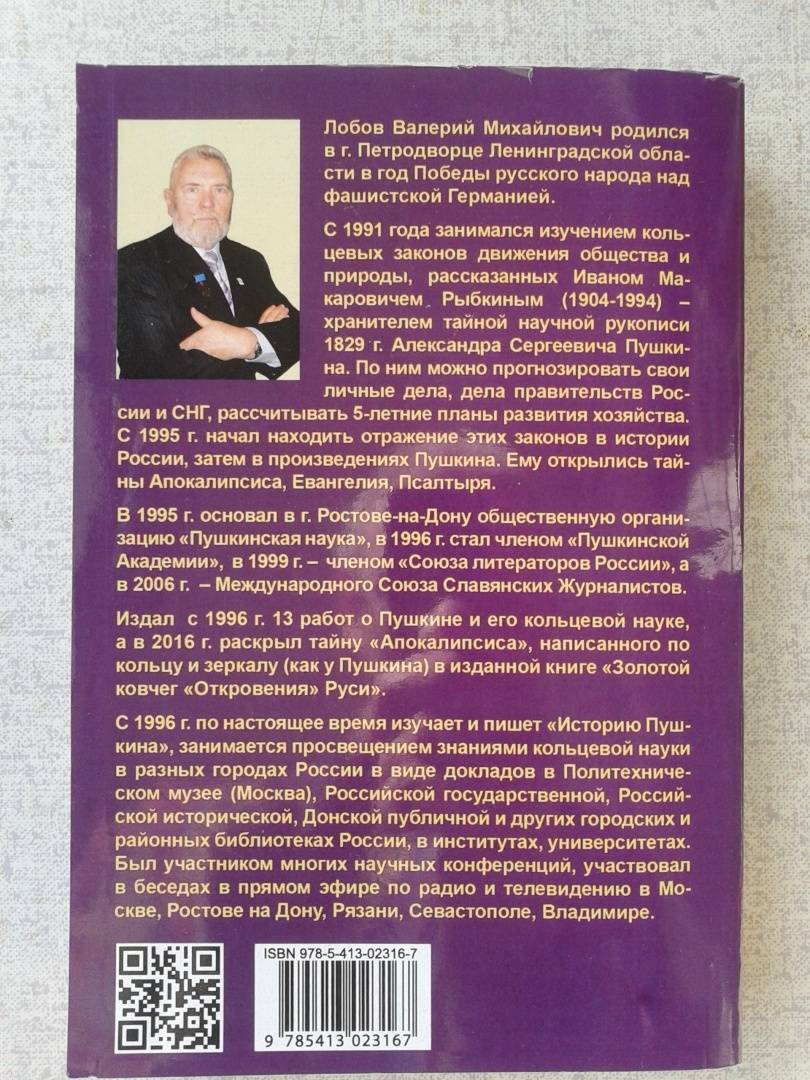 Лобов Валерий Михайлович родился
в г. Петродворце Ленинградской обла-
сти в год Победы русского народа над
фашистской Германией.
С 1991 года занимался изучением коль-
цевых законов движения общества и
природы, рассказанных Иваном Ма-
каровичем Рыбкиным (1904-1994) –
хранителем тайной научной рукописи
1829 г. Александра Сергеевича Пушки-
на. По ним можно прогнозировать свои
личные дела, дела правительств Рос-
сии и СНГ, рассчитывать 5-летние планы развития хозяйства.
С 1995 г. начал находить отражение этих законов в истории
России, затем в произведениях Пушкина. Ему открылись тай-
ны Апокалипсиса, Евангелия, Псалтыря.
В 1995 г. основал в г. Ростове-на-Дону общественную органи-
зацию «Пушкинская наука», в 1996 г. стал членом «Пушкинской
Академии», в 1999 г. – членом «Союза литераторов России», а
в 2006 г. – Международного Союза Славянских Журналистов.
Издал с 1996 г. 13 работ о Пушкине и его кольцевой науке,
а в 2016 г. раскрыл тайну «Апокалипсиса», написанного по
кольцу и зеркалу (как у Пушкина) в изданной книге «Золотой
ковчег «Откровения» Руси».
С 1996 г. по настоящее время изучает и пишет «Историю Пуш-
кина», занимается просвещением знаниями кольцевой науки
в разных городах России в виде докладов в Политехниче-
ском музее (Москва), Российской государственной, Россий-
ской исторической, Донской публичной и других городских и
районных библиотеках России, в институтах, университетах.
Был участником многих научных конференций, участвовал
в беседах в прямом эфире по радио и телевидению в Мо-
скве, Ростове на Дону, Рязани, Севастополе, Владимире.
ISBN 978-5-413-02316-7
9 785413 023167